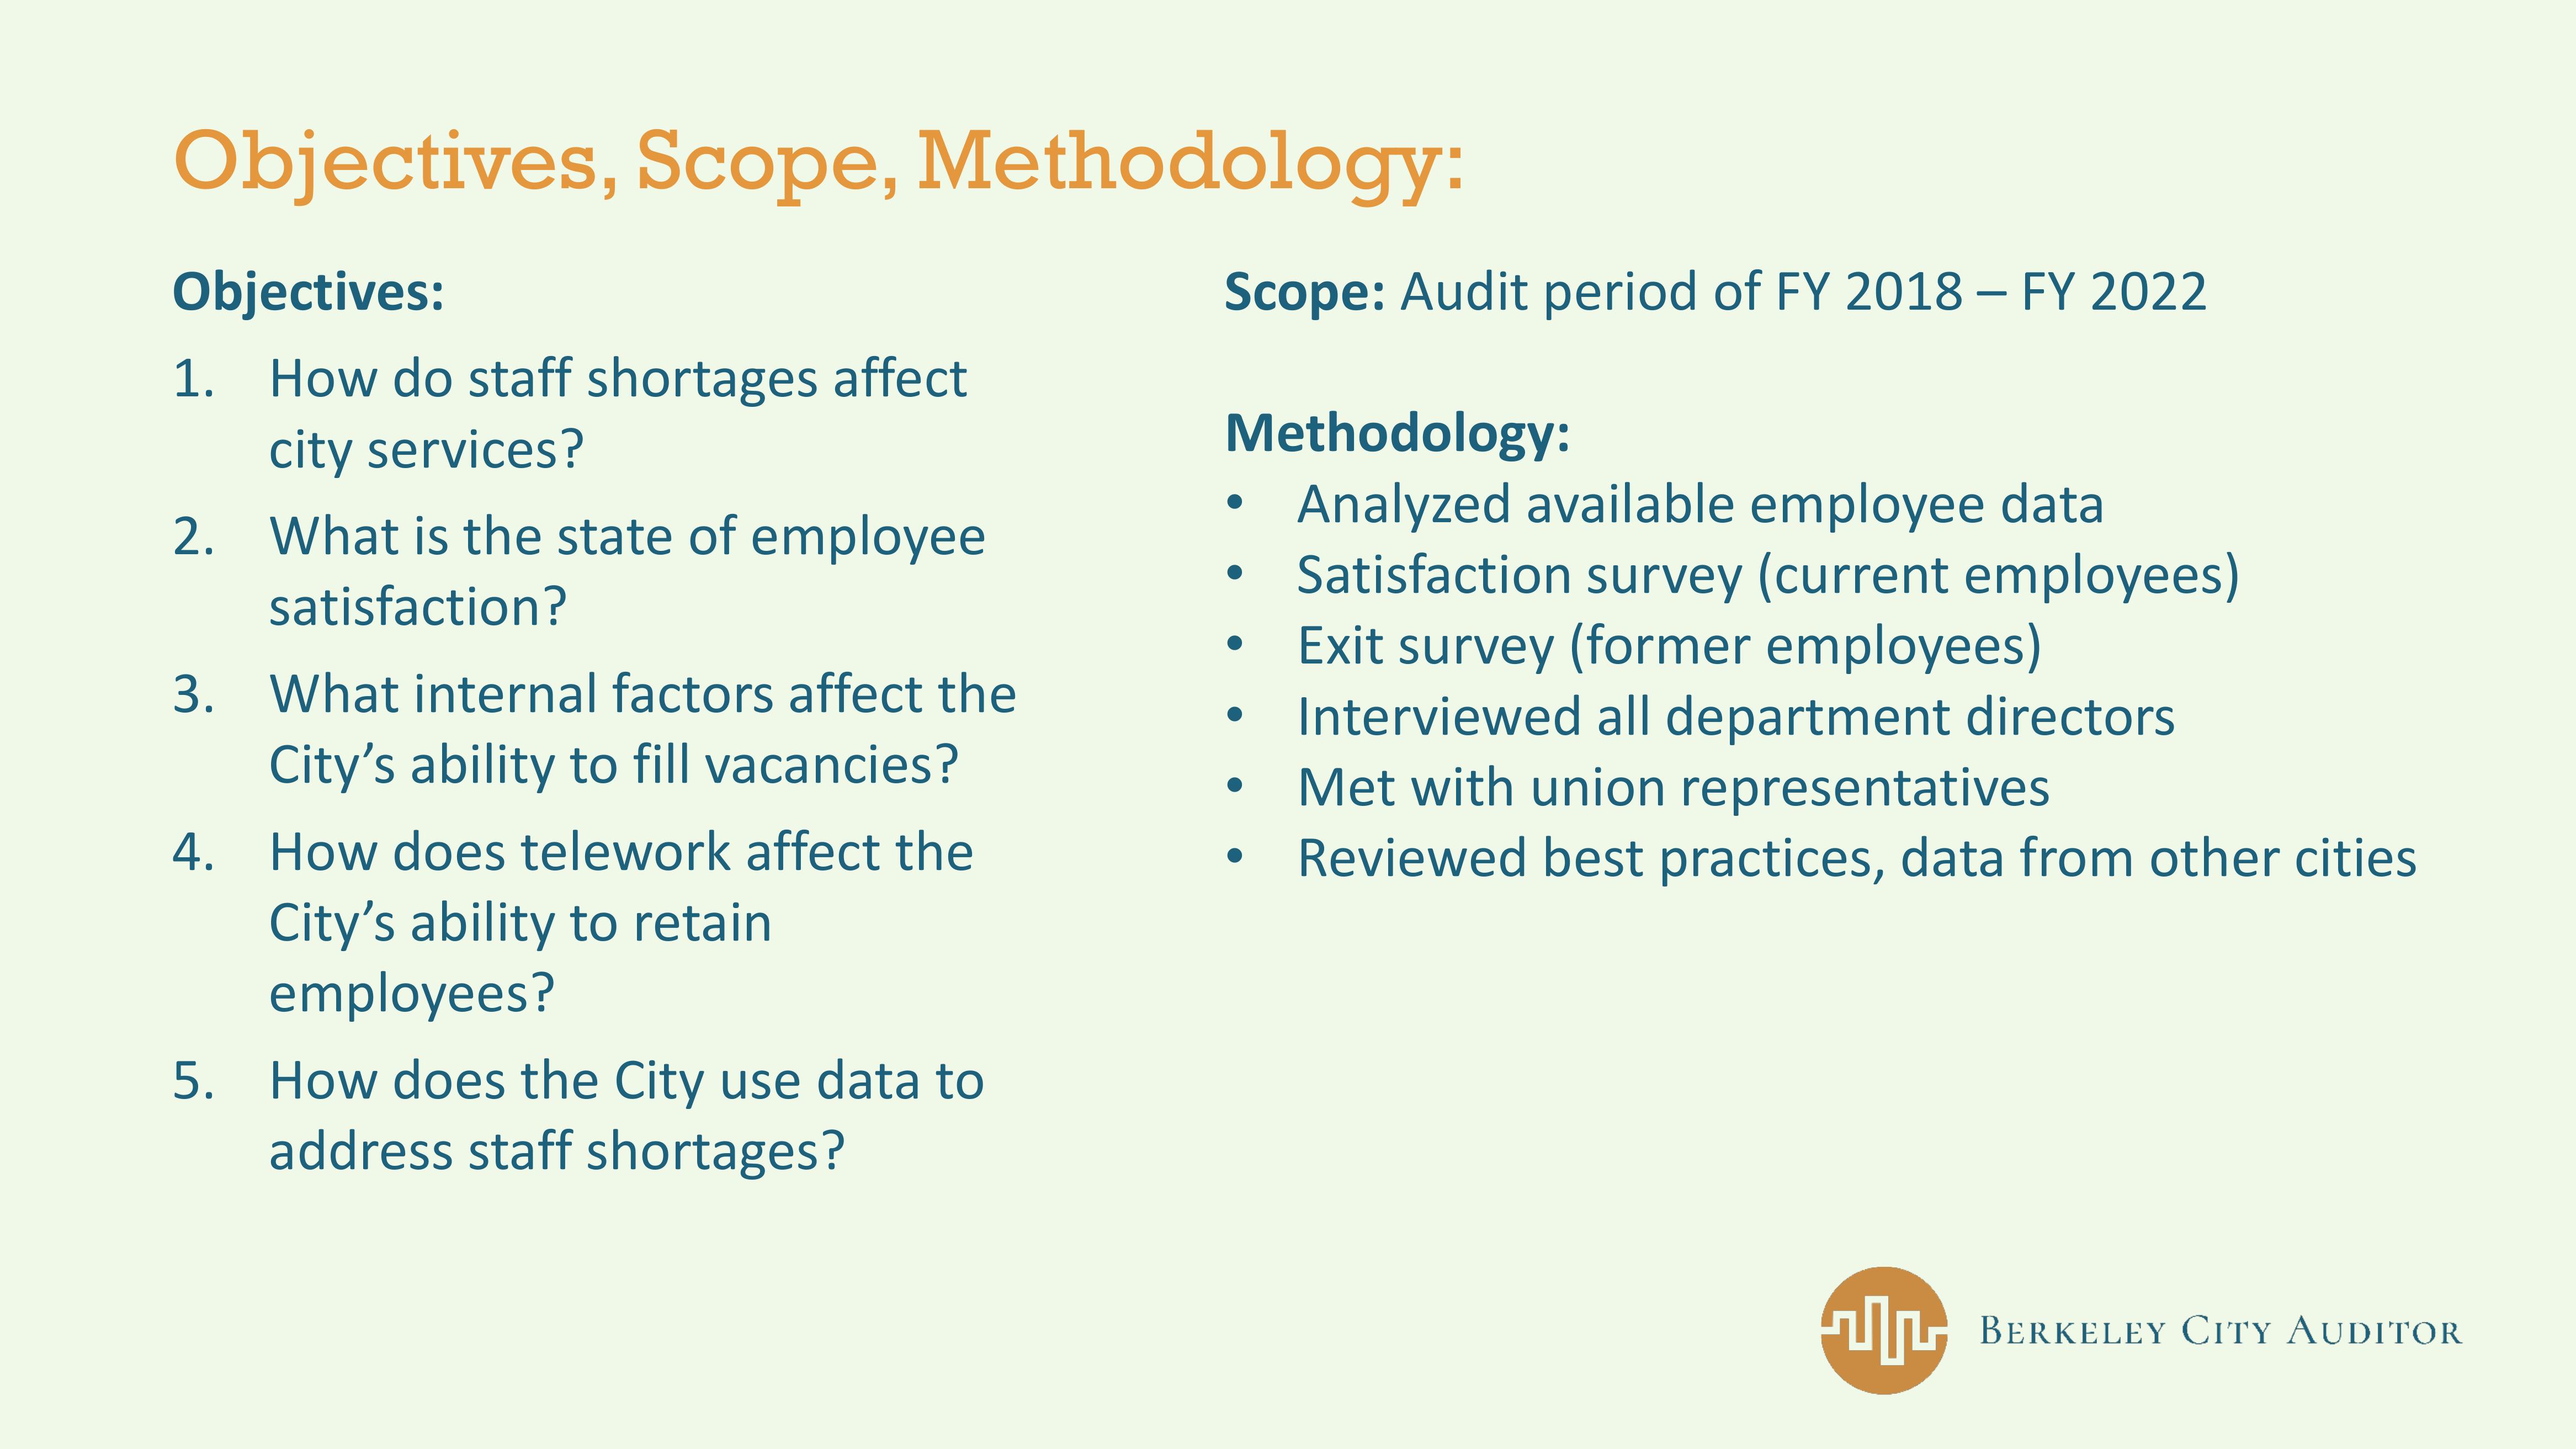 Objectives, Scope, Methodology:
Objectives:
1. How do staff shortages affect
city services?
2. What is the state of employee
satisfaction?
3. What internal factors affect the
City’s ability to fill vacancies?
4. How does telework affect the
City’s ability to retain
employees?
5. How does the City use data to
address staff shortages?
Scope: Audit period of FY 2018 – FY 2022
Methodology:
• Analyzed available employee data
• Satisfaction survey (current employees)
• Exit survey (former employees)
• Interviewed all department directors
• Met with union representatives
• Reviewed best practices, data from other cities
BERKELEY CITY AUDITOR